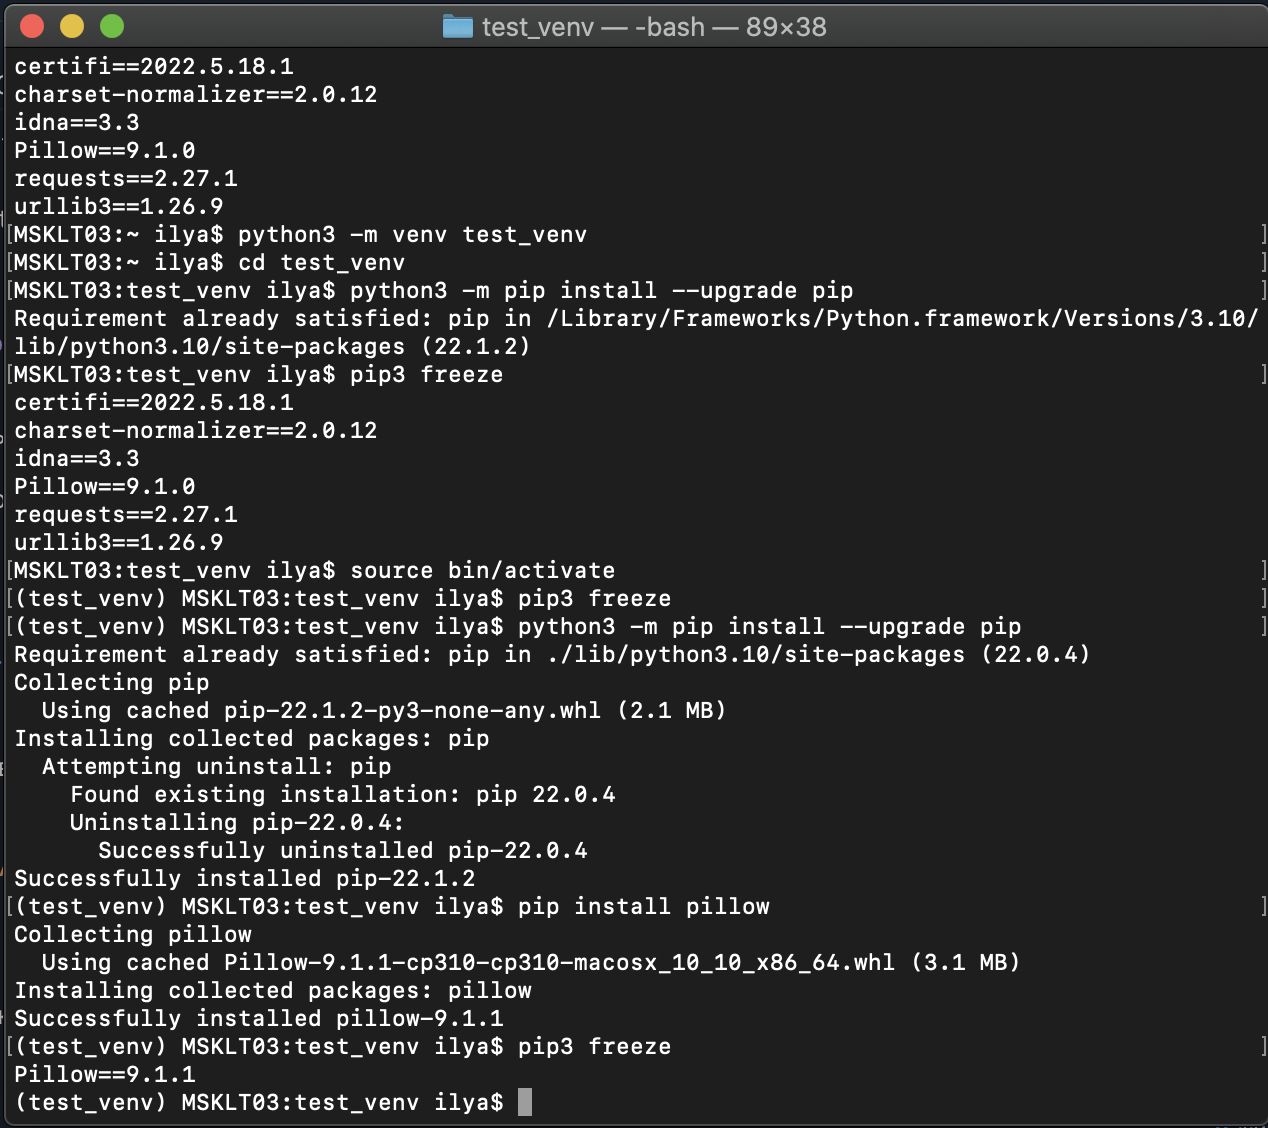 test_venv — -bash — 89×38
certifi==2022.5.18.1
charset-normalizer==2.0.12
idna==3.3
Pillow==9.1.0
requests==2.27.1
urllib3==1.26.9
[MSKLT03:~ ilya$ python3 -m venv test_venv ]
[MSKLT03:~ ilya$ cd test_venv ]
[MSKLT03:test_venv ilya$ python3 -m pip install --upgrade pip ]
Requirement already satisfied: pip in /Library/Frameworks/Python.framework/Versions/3.10/
lib/python3.10/site-packages (22.1.2)
[MSKLT03:test_venv ilya$ pip3 freeze ]
certifi==2022.5.18.1
charset-normalizer==2.0.12
idna==3.3
Pillow==9.1.0
requests==2.27.1
urllib3==1.26.9
[MSKLT03:test_venv ilya$ source bin/activate ]
[(test_venv) MSKLT03:test_venv ilya$ pip3 freeze ]
[(test_venv) MSKLT03:test_venv ilya$ python3 -m pip install --upgrade pip ]
Requirement already satisfied: pip in ./lib/python3.10/site-packages (22.0.4)
Collecting pip
  Using cached pip-22.1.2-py3-none-any.whl (2.1 MB)
Installing collected packages: pip
  Attempting uninstall: pip
    Found existing installation: pip 22.0.4
    Uninstalling pip-22.0.4:
      Successfully uninstalled pip-22.0.4
Successfully installed pip-22.1.2
[(test_venv) MSKLT03:test_venv ilya$ pip install pillow ]
Collecting pillow
  Using cached Pillow-9.1.1-cp310-cp310-macosx_10_10_x86_64.whl (3.1 MB)
Installing collected packages: pillow
Successfully installed pillow-9.1.1
[(test_venv) MSKLT03:test_venv ilya$ pip3 freeze ]
Pillow==9.1.1
(test_venv) MSKLT03:test_venv ilya$